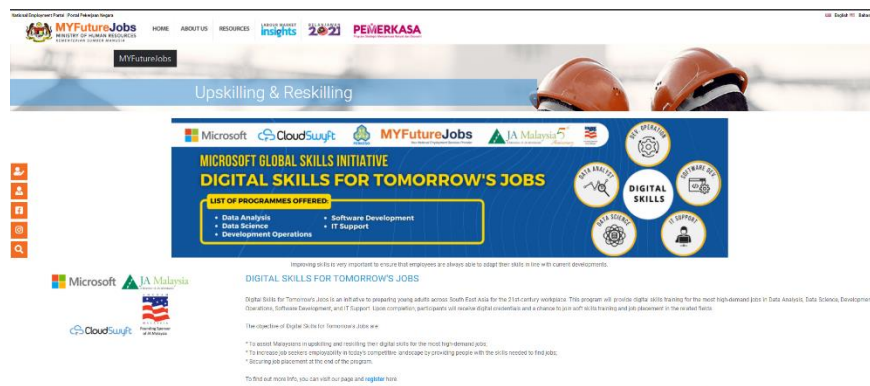 National Employment Portal | Portal Pekerjaan Negara
English
MYFutureJobs
MINISTRY OF HUMAN RESOURCES
KEMENTERIAN SUMBER MANUSIA
HOME
ABOUT US
RESOURCES
LABOUR MARKET
insights
BELANJAWAN
2021
PEMERKASA
MYFutureJobs
Upskilling & Reskilling
Microsoft
CloudSwyft
MYFutureJobs
JA Malaysia
MICROSOFT GLOBAL SKILLS INITIATIVE
DIGITAL SKILLS FOR TOMORROW'S JOBS
LIST OF PROGRAMMES OFFERED:
• Data Analysis
• Data Science
• Development Operations
• Software Development
• IT Support
DEV. OPERATION
DATA ANALYST
SOFTWARE DEV
DIGITAL
SKILLS
DATA SCIENCE
IT SUPPORT
Improving skills is very important to ensure that employees are always able to adapt their skills in line with current developments.
Microsoft
JA Malaysia
CloudSwyft
Founding Sponsor
of JA Malaysia
DIGITAL SKILLS FOR TOMORROW'S JOBS
Digital Skills for Tomorrow's Jobs is an initiative to preparing young adults across South East Asia for the 21st-century workplace. This program will provide digital skills training for the most high-demand jobs in Data Analysis, Data Science, Development
Operations, Software Development, and IT Support. Upon completion, participants will receive digital credentials and a chance to join soft skills training and job placement in the related fields.
The objective of Digital Skills for Tomorrows Jobs are:
* To assist Malaysians in upskilling and reskilling their digital skills for the most high-demand jobs;
* To increase job seekers employability in today's competitive landscape by providing people with the skills needed to find jobs;
* Securing job placement at the end of the program.
To find out more info, you can visit our page and register here.